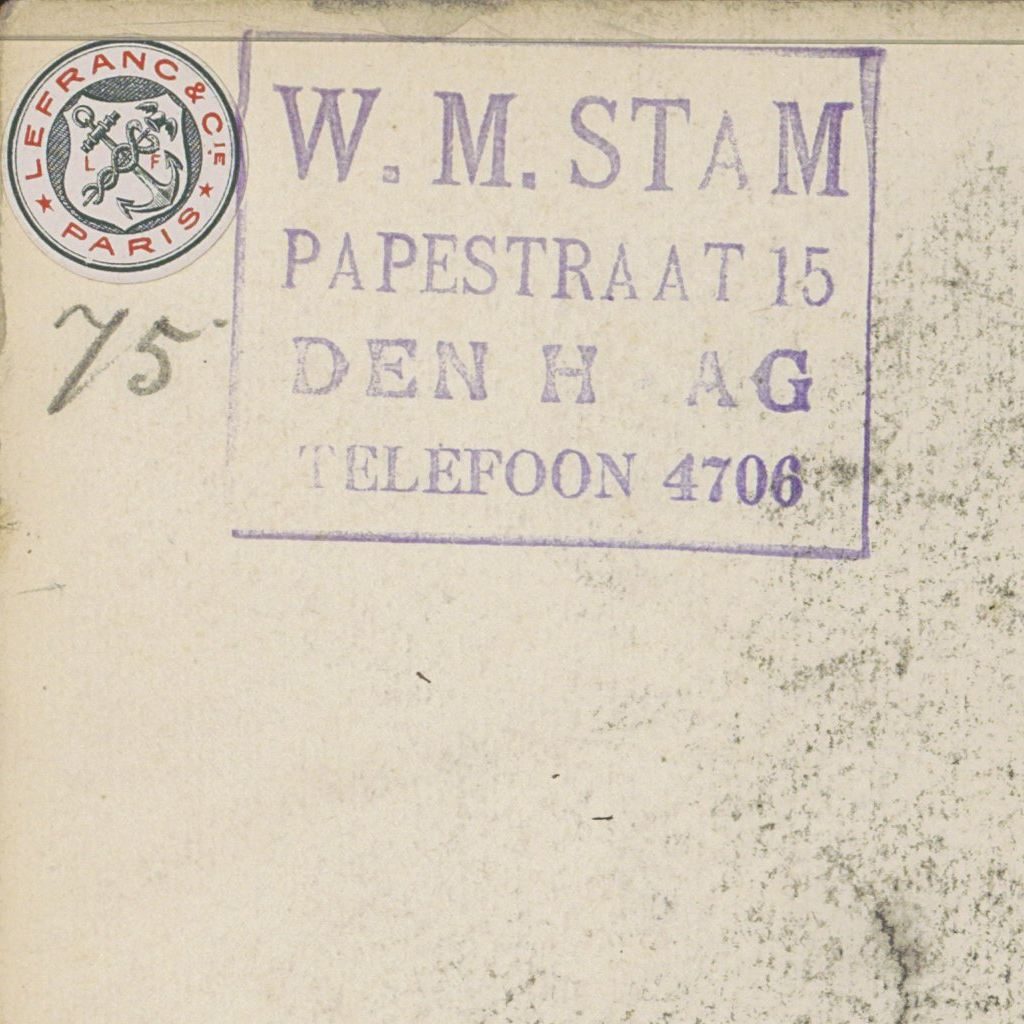 LEFRANC & CIE
L F
PARIS
75
W. M. STAM
PAPESTRAAT 15
DEN H AG
TELEFOON 4706